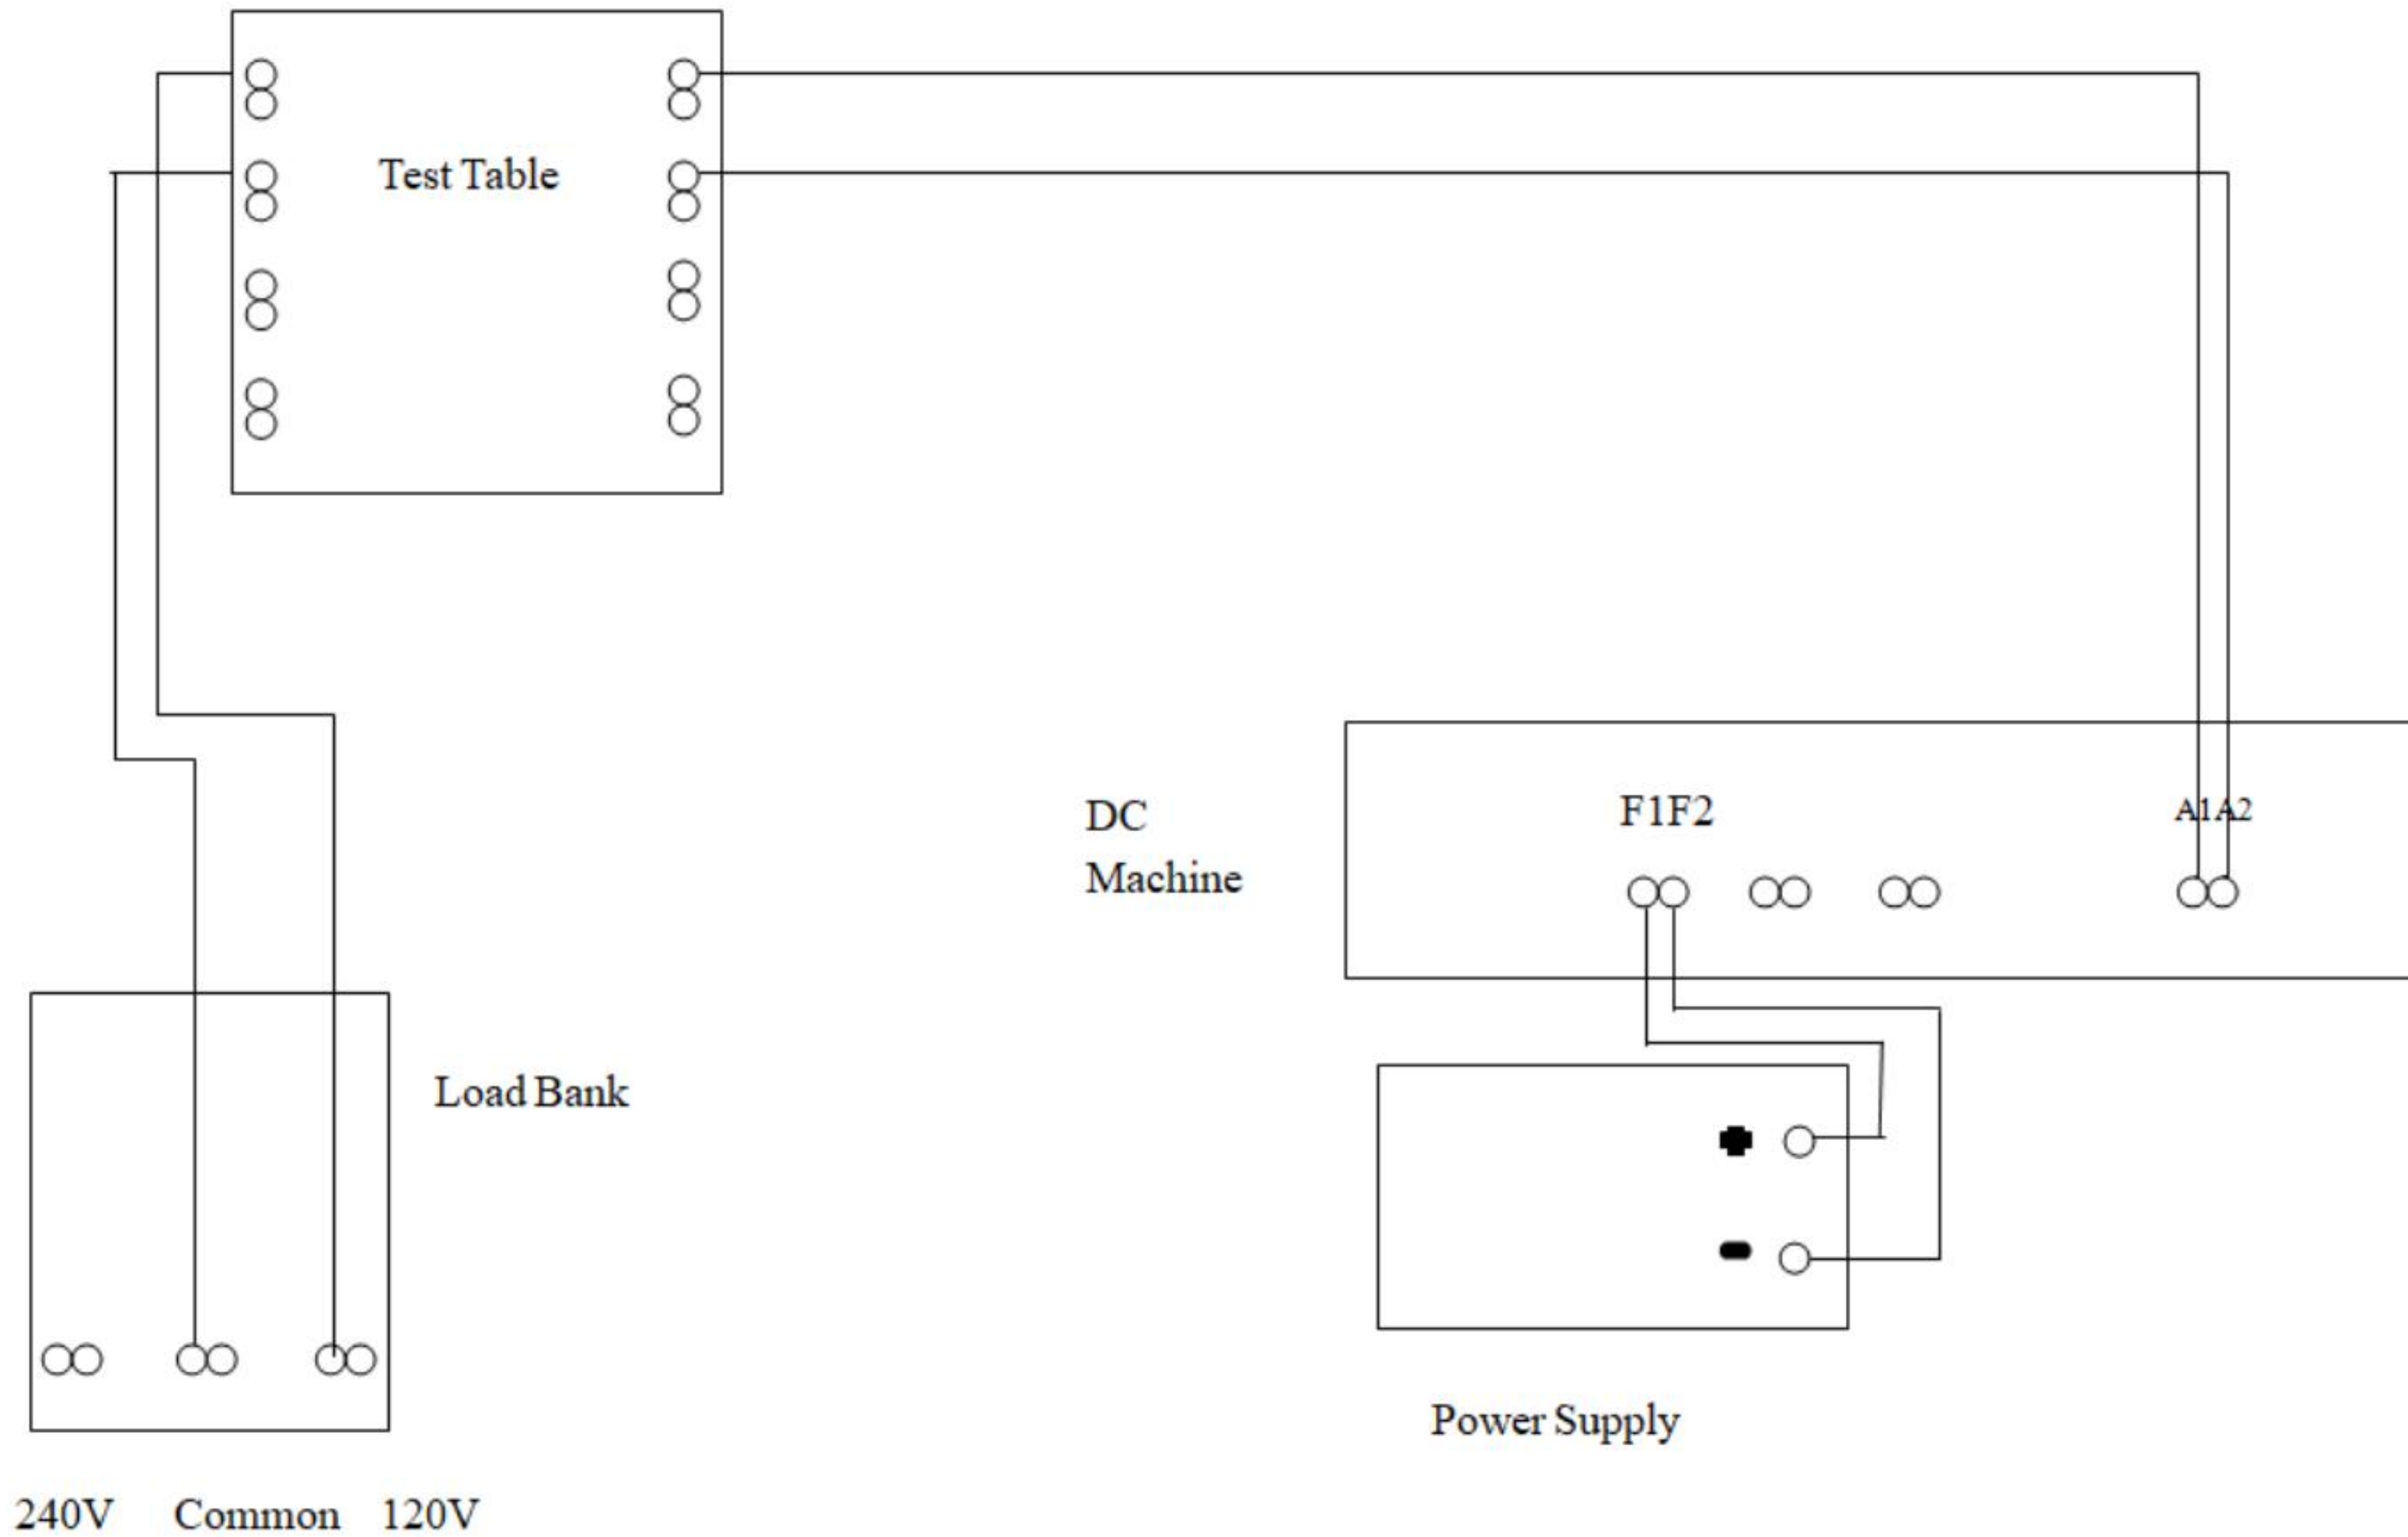 Test Table
DC
Machine
F1F2
A1A2
Load Bank
Power Supply
240V Common 120V